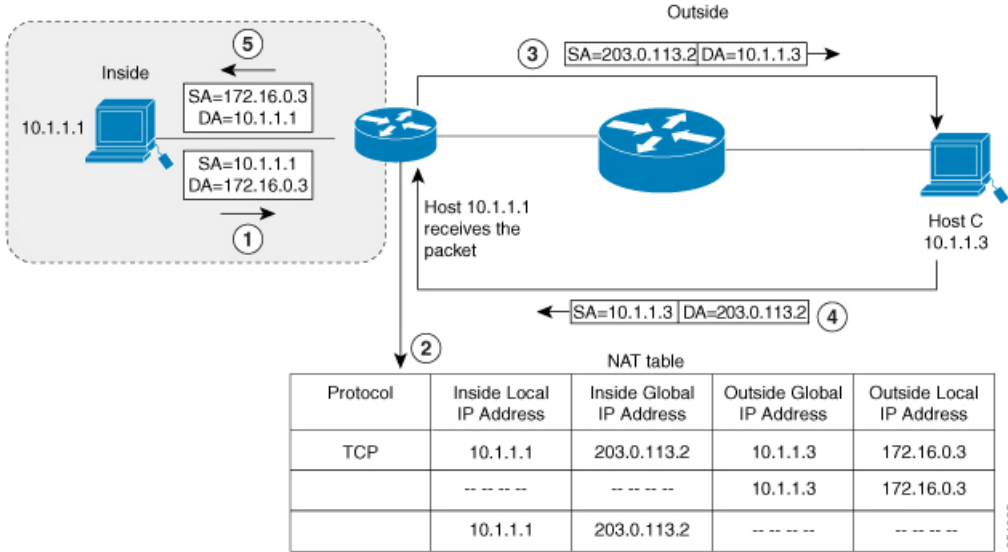 Outside
⑤
③
SA=203.0.113.2 DA=10.1.1.3
Inside
SA=172.16.0.3
DA=10.1.1.1
10.1.1.1
SA=10.1.1.1
DA=172.16.0.3
①
Host 10.1.1.1
receives the
packet
Host C
10.1.1.3
SA=10.1.1.3 DA=203.0.113.2
④
②
NAT table
Protocol Inside Local IP Address Inside Global IP Address Outside Global IP Address Outside Local IP Address
TCP 10.1.1.1 203.0.113.2 10.1.1.3 172.16.0.3
-- -- -- -- -- -- -- -- 10.1.1.3 172.16.0.3
10.1.1.1 203.0.113.2 -- -- -- -- -- -- -- --